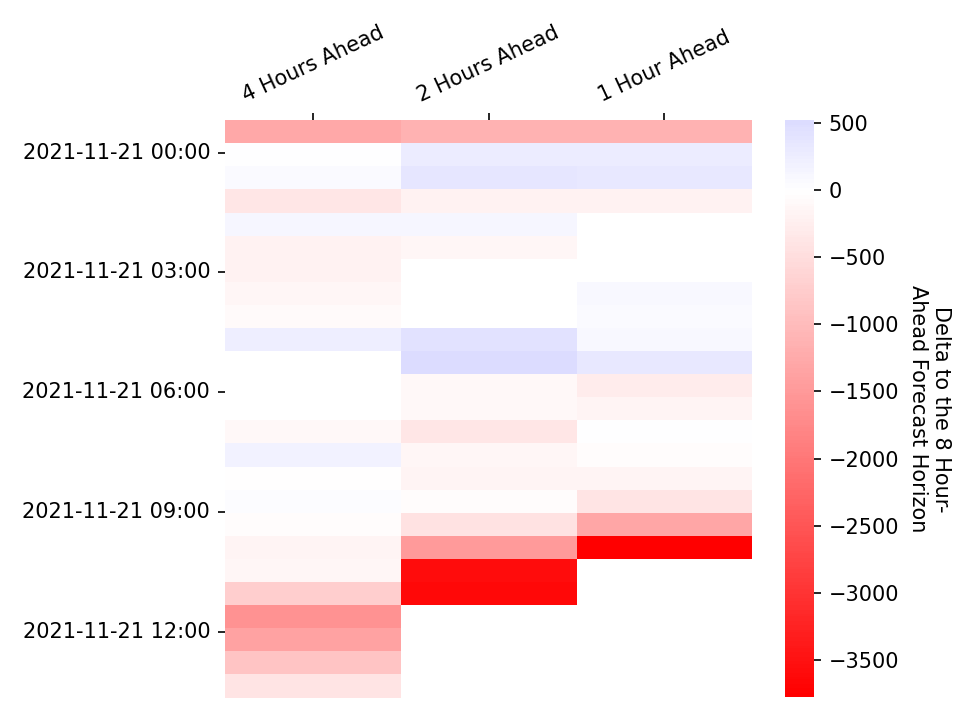 4 Hours Ahead
2 Hours Ahead
1 Hour Ahead
2021-11-21 00:00
2021-11-21 03:00
2021-11-21 06:00
2021-11-21 09:00
2021-11-21 12:00
500
0
−500
−1000
−1500
−2000
−2500
−3000
−3500
Delta to the 8 Hour-
Ahead Forecast Horizon